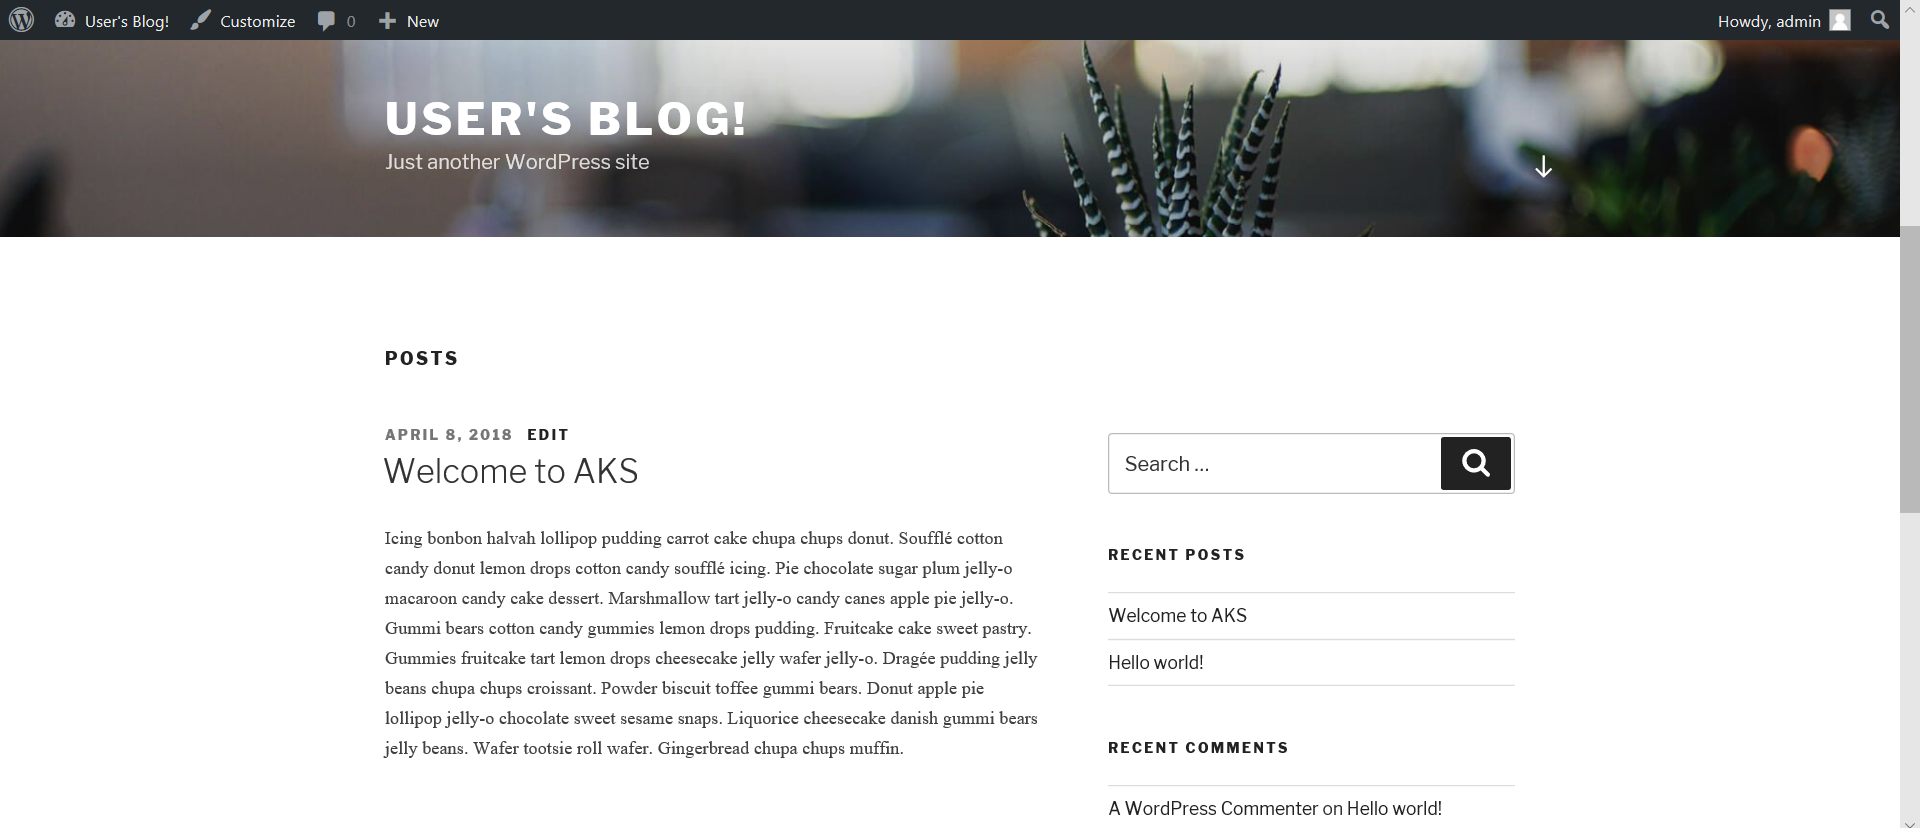 User's Blog! Customize 0 New Howdy, admin
USER'S BLOG!
Just another WordPress site
POSTS
APRIL 8, 2018 EDIT
Welcome to AKS
Icing bonbon halvah lollipop pudding carrot cake chupa chups donut. Soufflé cotton
candy donut lemon drops cotton candy soufflé icing. Pie chocolate sugar plum jelly-o
macaroon candy cake dessert. Marshmallow tart jelly-o candy canes apple pie jelly-o.
Gummi bears cotton candy gummies lemon drops pudding. Fruitcake cake sweet pastry.
Gummies fruitcake tart lemon drops cheesecake jelly wafer jelly-o. Dragée pudding jelly
beans chupa chups croissant. Powder biscuit toffee gummi bears. Donut apple pie
lollipop jelly-o chocolate sweet sesame snaps. Liquorice cheesecake danish gummi bears
jelly beans. Wafer tootsie roll wafer. Gingerbread chupa chups muffin.
Search ...
RECENT POSTS
Welcome to AKS
Hello world!
RECENT COMMENTS
A WordPress Commenter on Hello world!